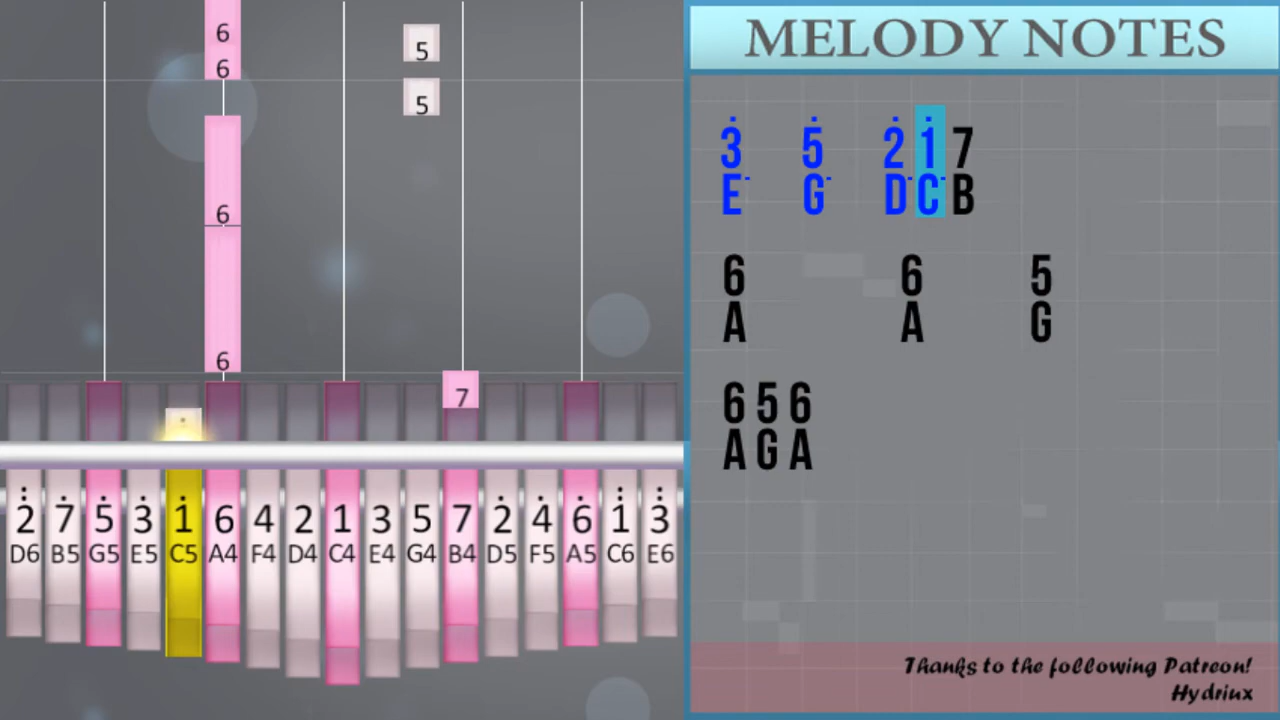 6
6
5
5
6
6
7
2̈ 7̇ 5̇ 3̇ 1̇ 6 4 2 1 3 5 7 2̇ 4̇ 6̇ 1̈ 3̈
D6 B5 G5 E5 C5 A4 F4 D4 C4 E4 G4 B4 D5 F5 A5 C6 E6
MELODY NOTES
3̇ 5̇ 2̇ 1̇ 7
E˙ G˙ D˙ C˙ B
6 6 5
A A G
6 5 6
A G A
Thanks to the following Patreon!
Hydriux